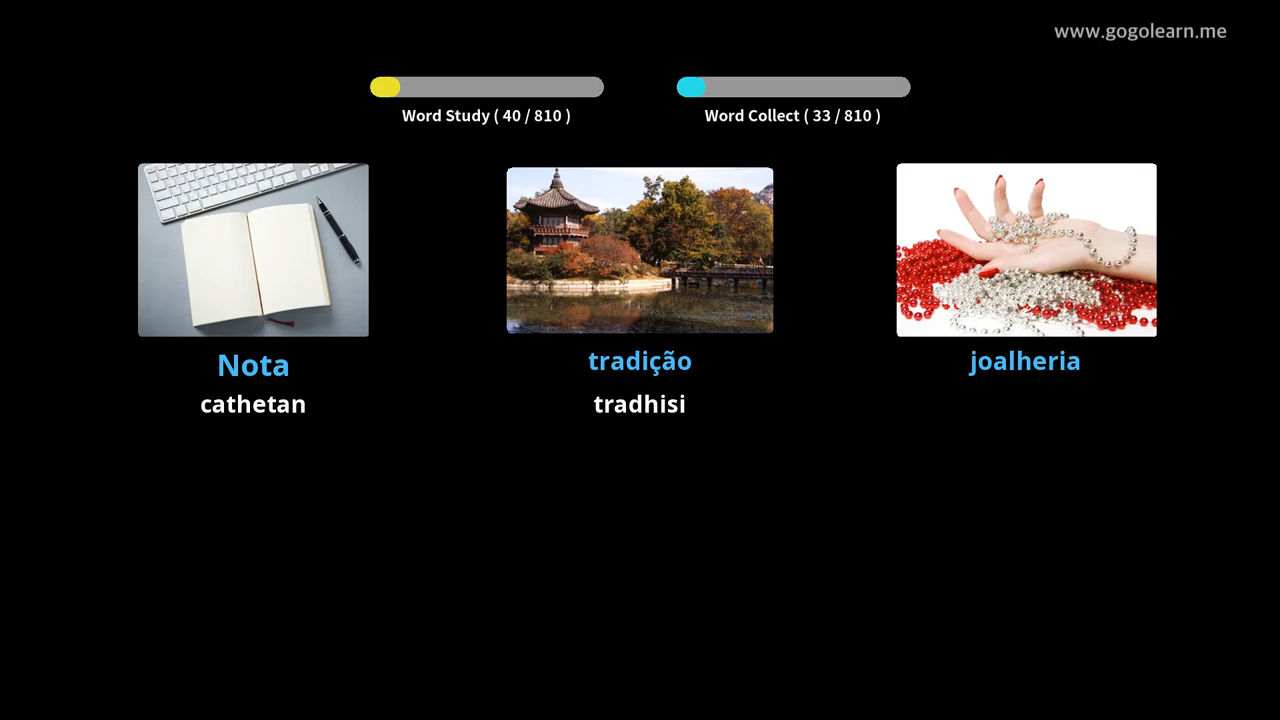 www.gogolearn.me
Word Study ( 40 / 810 )
Word Collect ( 33 / 810 )
Nota
cathetan
tradição
tradhisi
joalheria